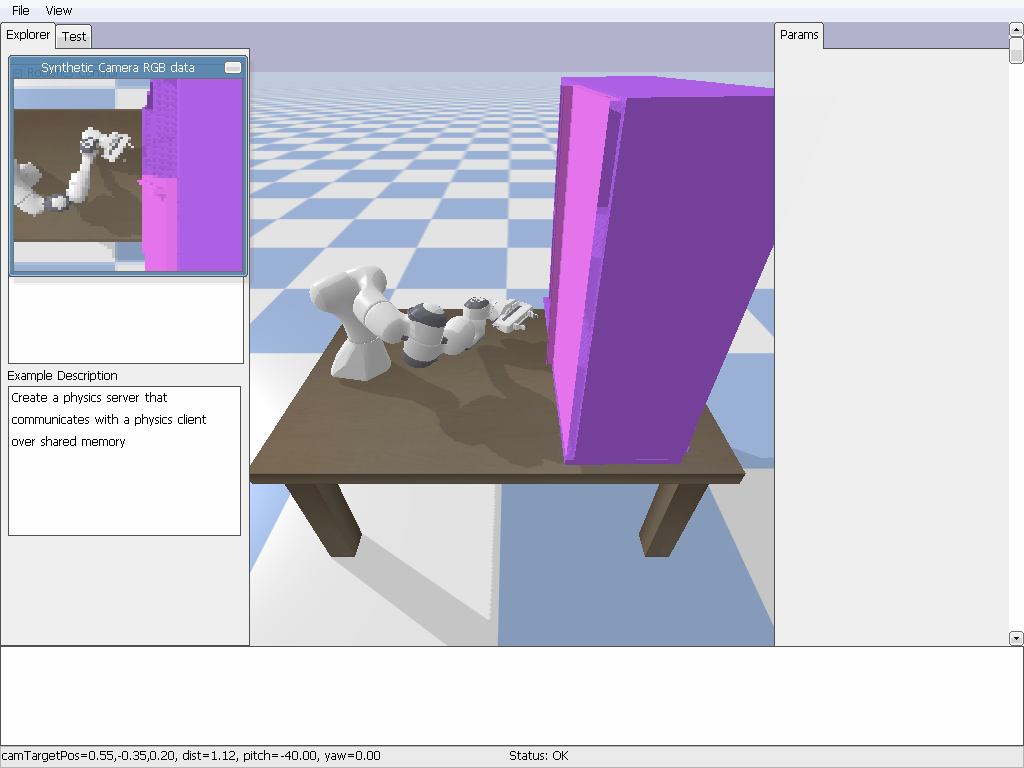 File View
Explorer Test
Params
Synthetic Camera RGB data
Example Description
Create a physics server that
communicates with a physics client
over shared memory
camTargetPos=0.55,-0.35,0.20, dist=1.12, pitch=-40.00, yaw=0.00
Status: OK